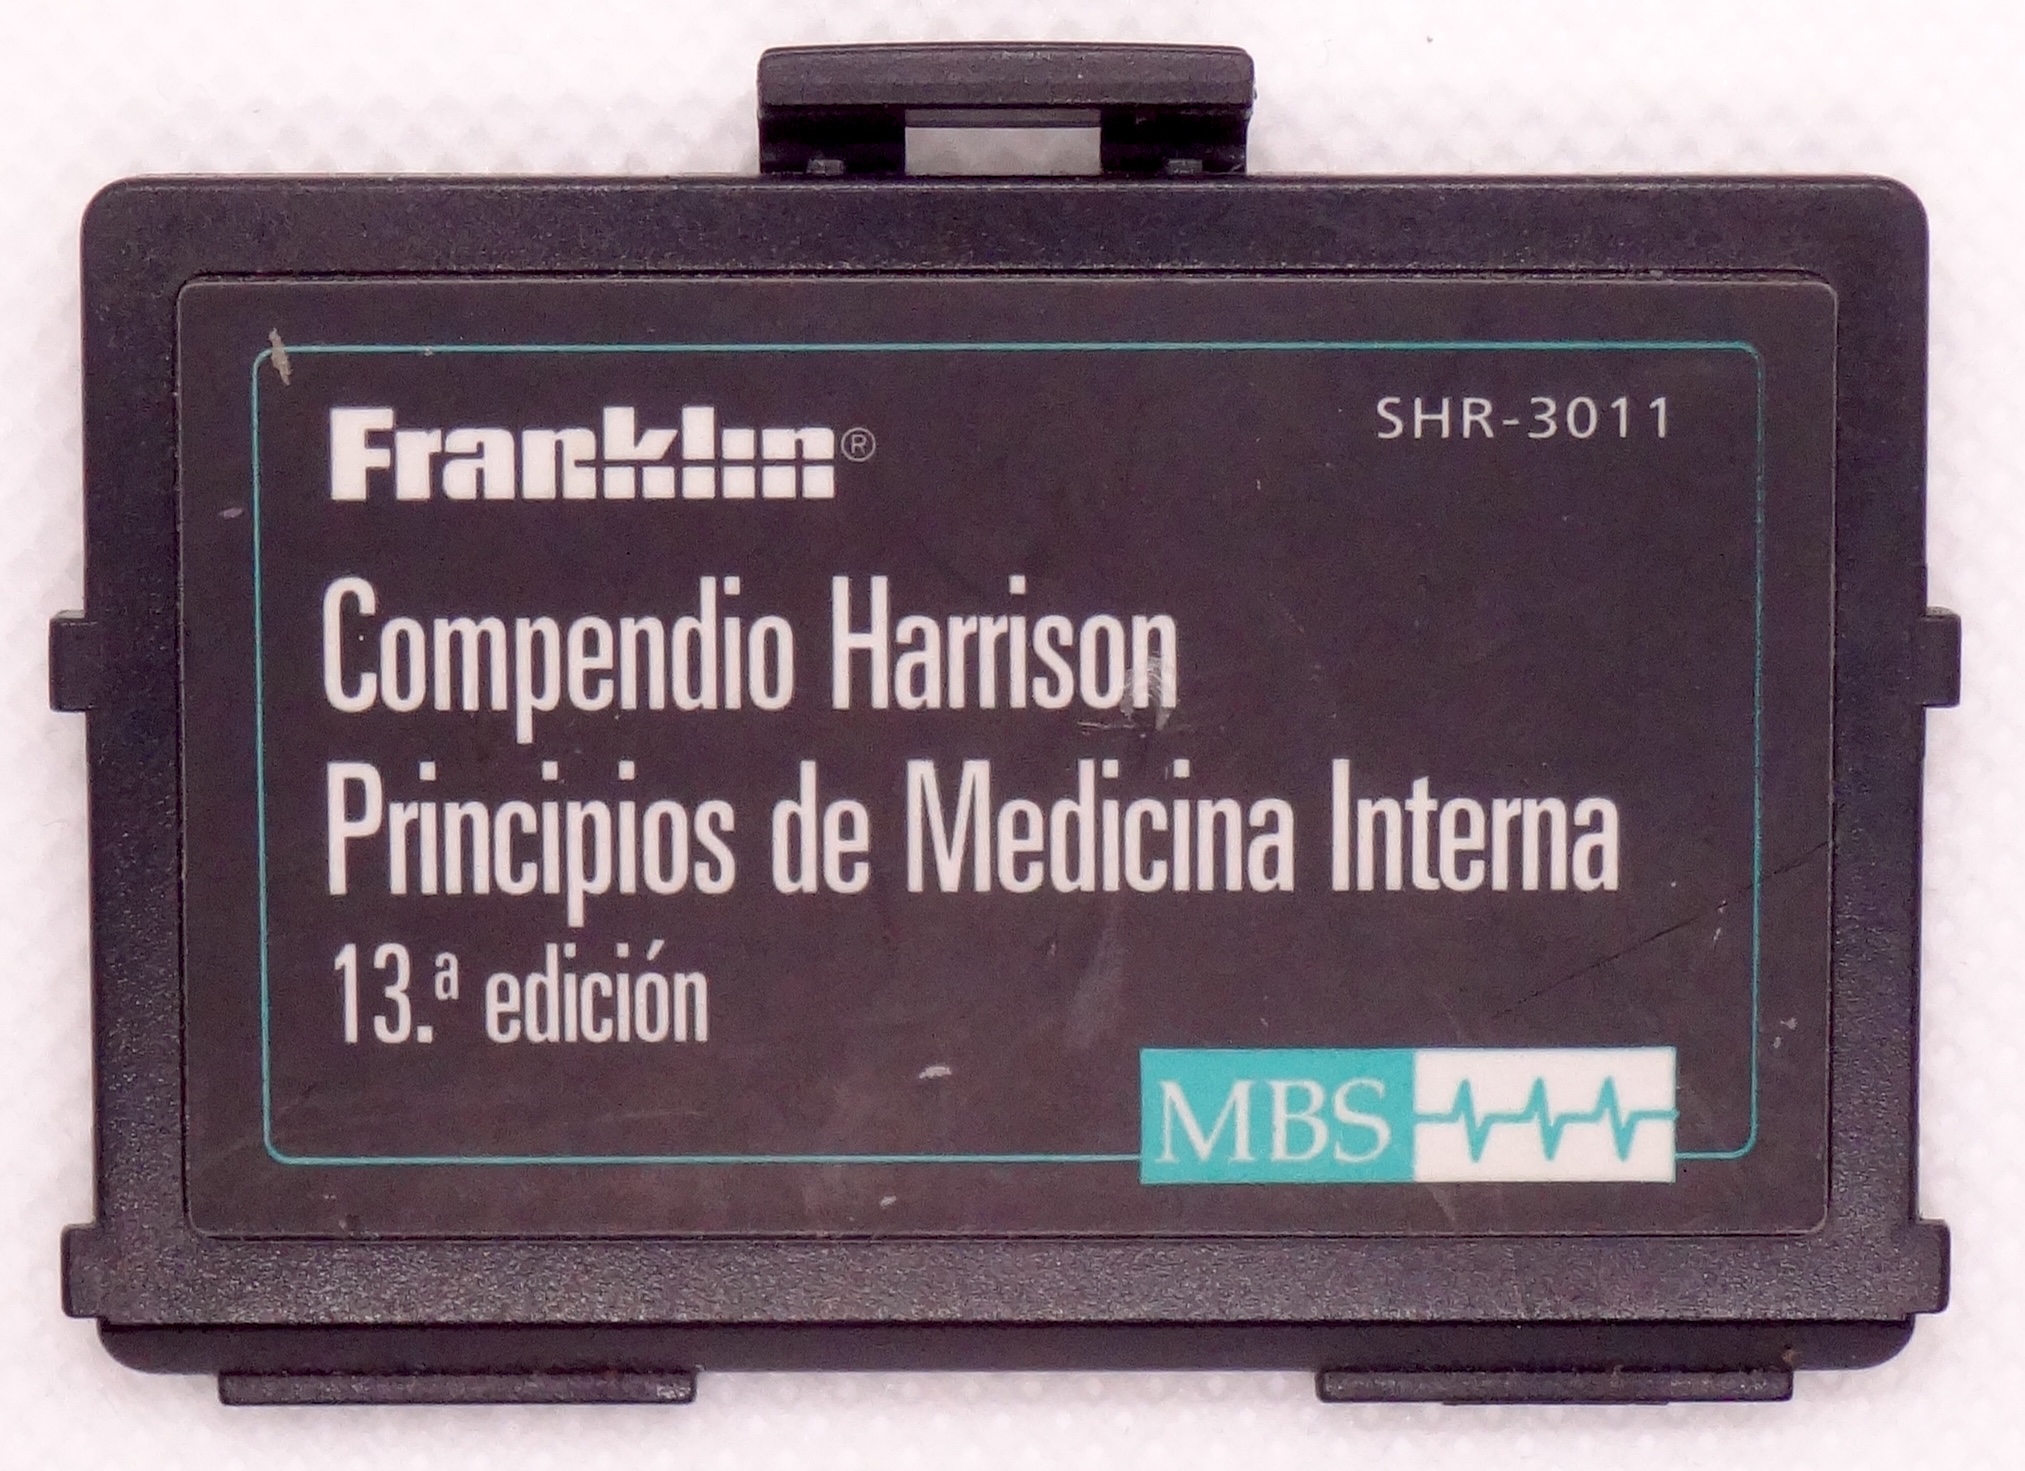 Franklin®
SHR-3011
Compendio Harrison
Principios de Medicina Interna
13.ª edición
MBS